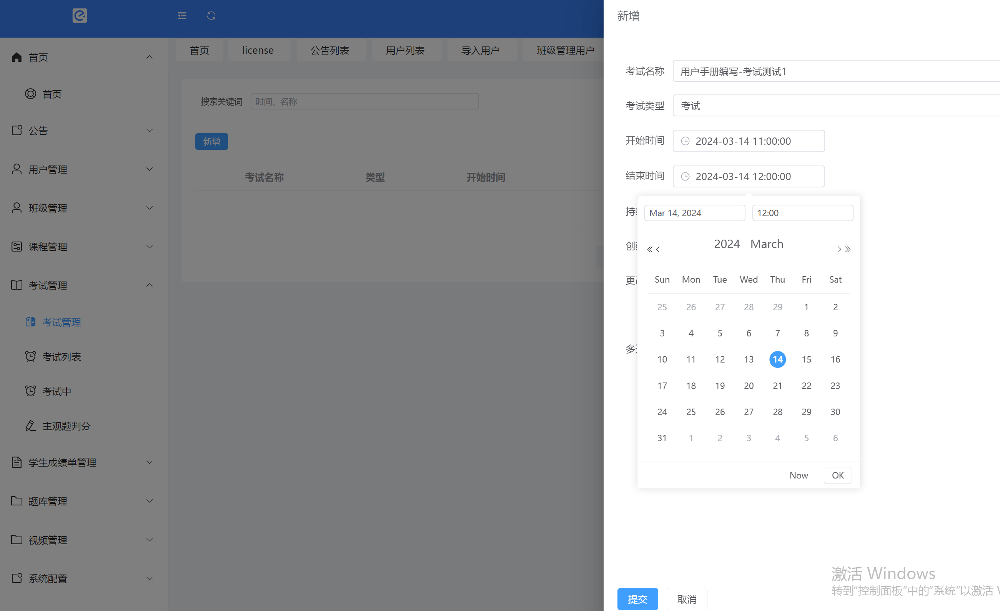 首页
首页
公告
用户管理
班级管理
课程管理
考试管理
考试管理
考试列表
考试中
主观题判分
学生成绩单管理
题库管理
视频管理
系统配置
首页 license 公告列表 用户列表 导入用户 班级管理用户
搜索关键词 时间、名称
新增
考试名称 类型 开始时间
新增
考试名称 用户手册编写-考试测试1
考试类型 考试
开始时间 2024-03-14 11:00:00
结束时间 2024-03-14 12:00:00
持
创
更
多
Mar 14, 2024 12:00
2024 March
Sun Mon Tue Wed Thu Fri Sat
25 26 27 28 29 1 2
3 4 5 6 7 8 9
10 11 12 13 14 15 16
17 18 19 20 21 22 23
24 25 26 27 28 29 30
31 1 2 3 4 5 6
Now OK
提交 取消
激活 Windows
转到“控制面板”中的“系统”以激活